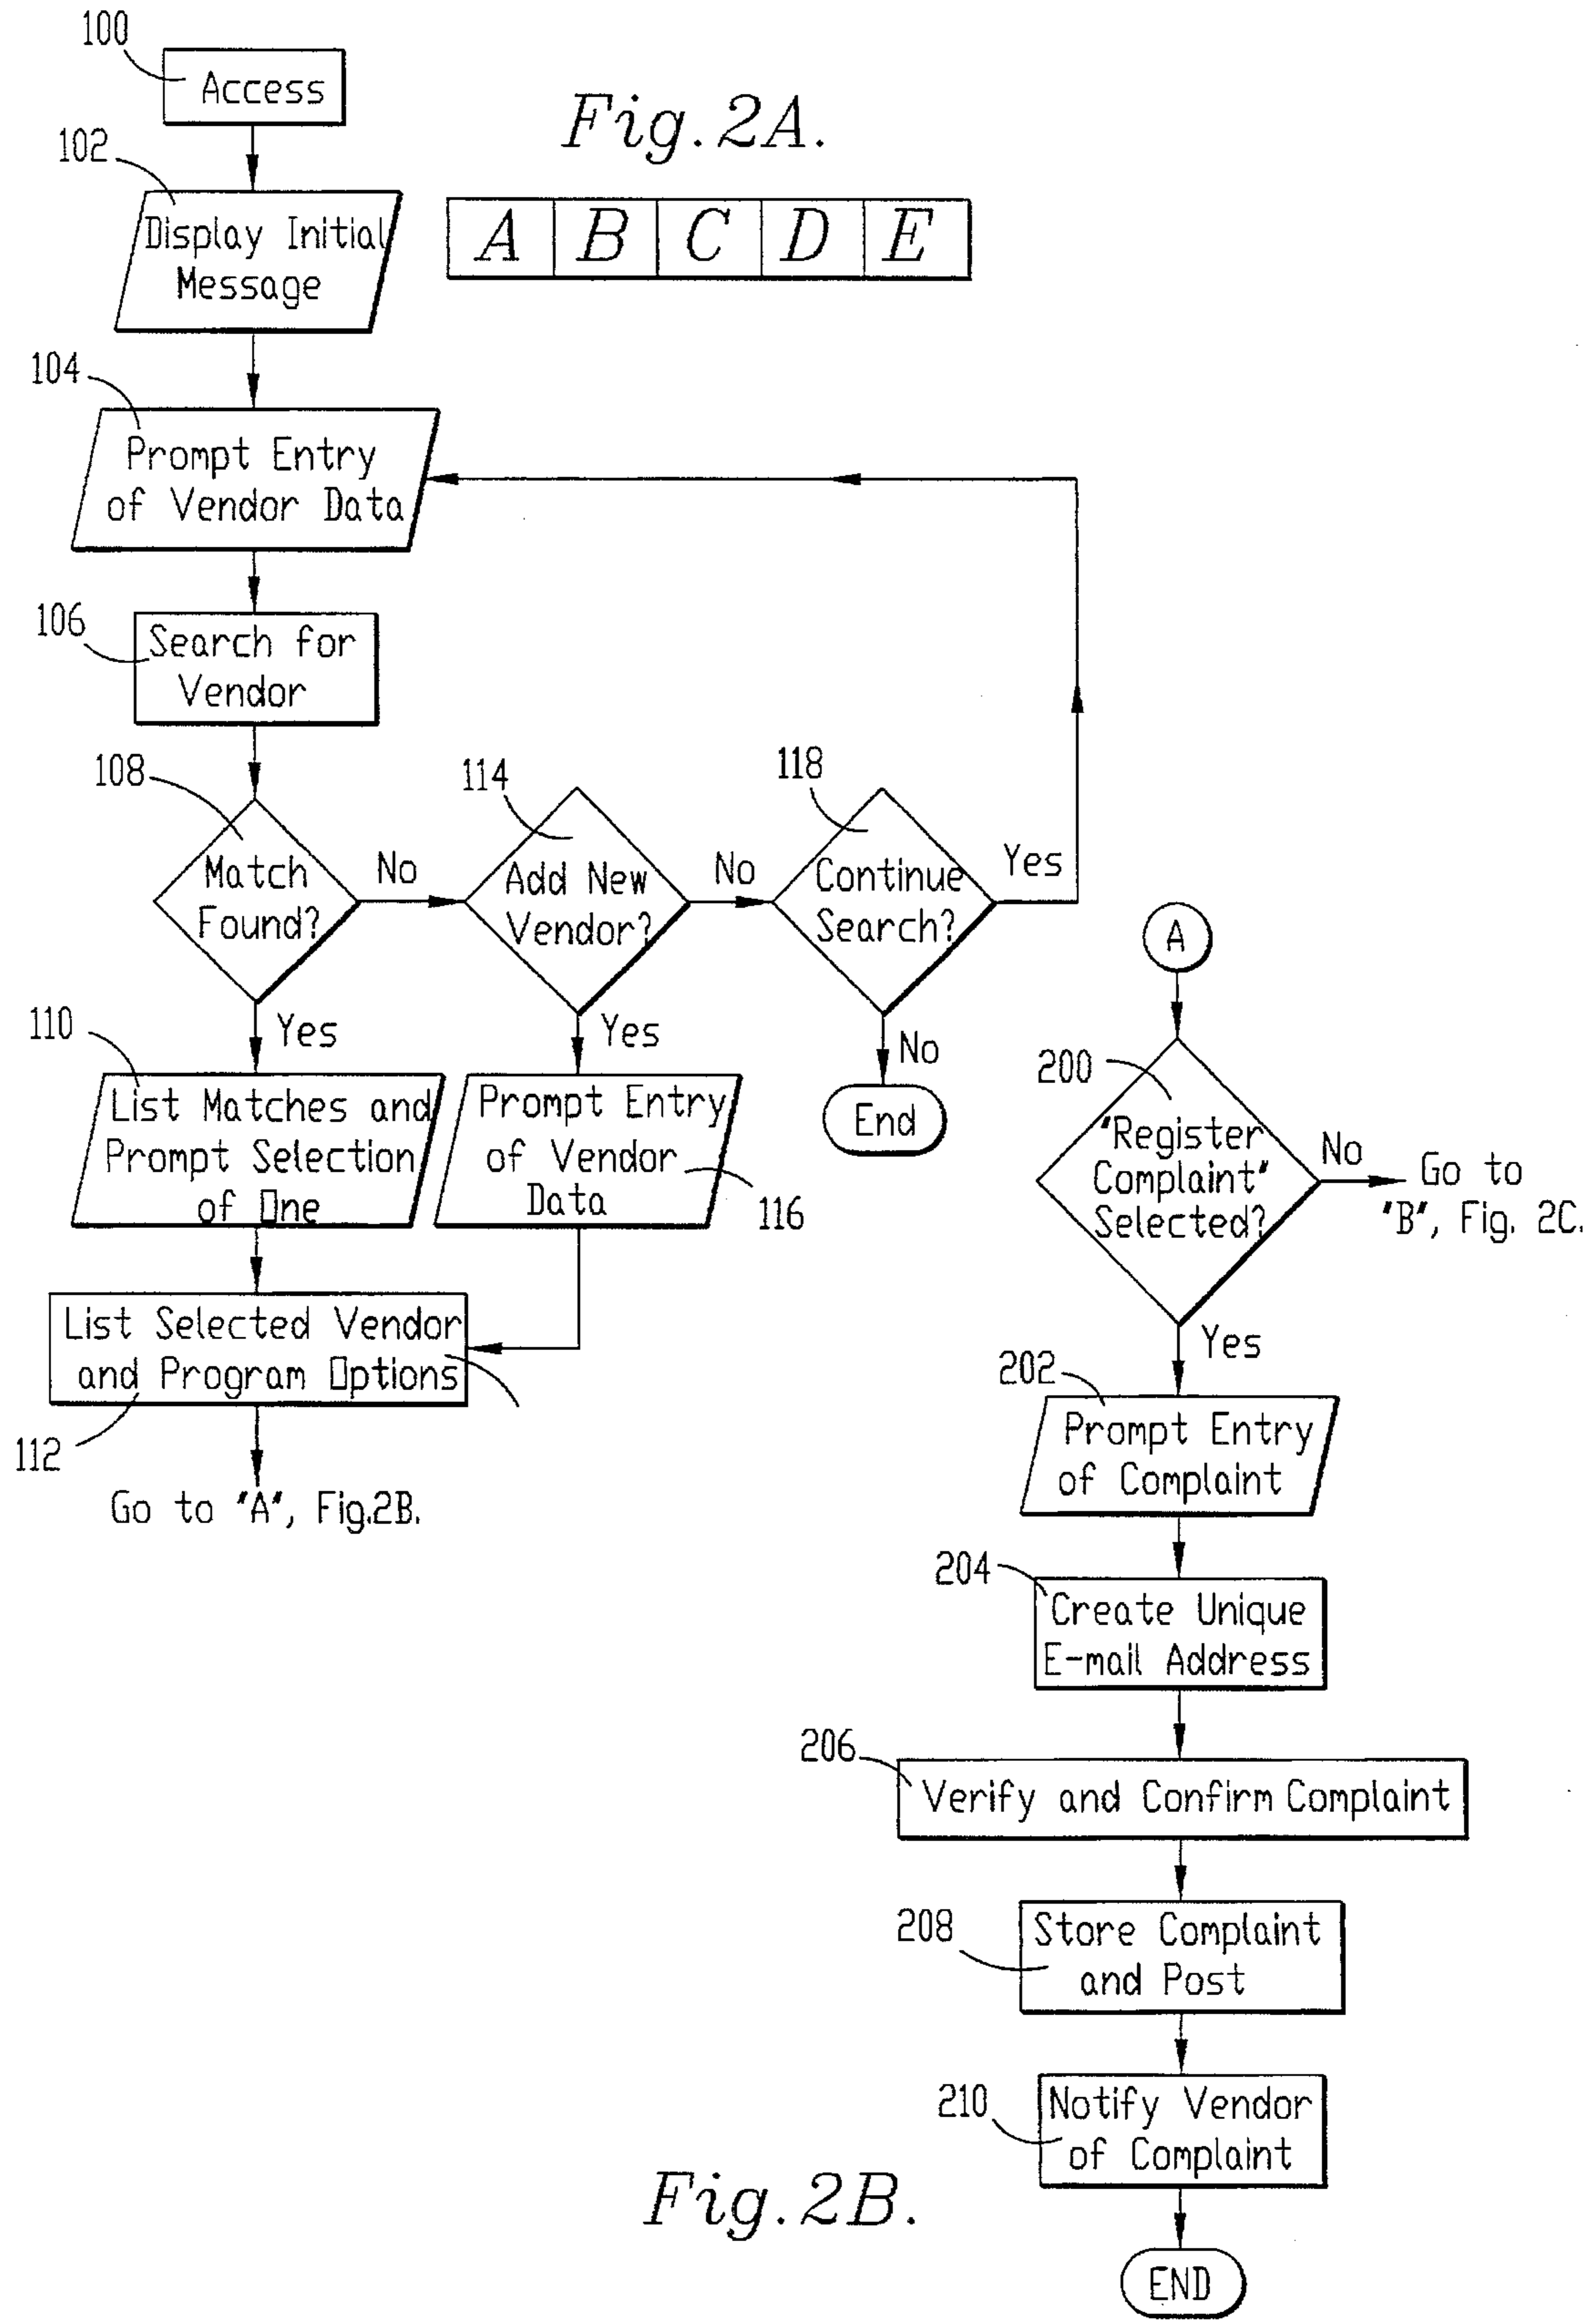 100
Access
Fig. 2A.
102
Display Initial
Message
A B C D E
104
Prompt Entry
of Vendor Data
106
Search for
Vendor
108
Match
Found?
No
114
Add New
Vendor?
No
118
Continue
Search?
Yes
Yes
Yes
No
End
110
List Matches and
Prompt Selection
of One
Prompt Entry
of Vendor
Data
116
List Selected Vendor
and Program Options
112
Go to "A", Fig.2B.
A
200
"Register
Complaint"
Selected?
No
Go to
"B", Fig. 2C.
Yes
202
Prompt Entry
of Complaint
204
Create Unique
E-mail Address
206
Verify and Confirm Complaint
208
Store Complaint
and Post
210
Notify Vendor
of Complaint
END
Fig. 2B.